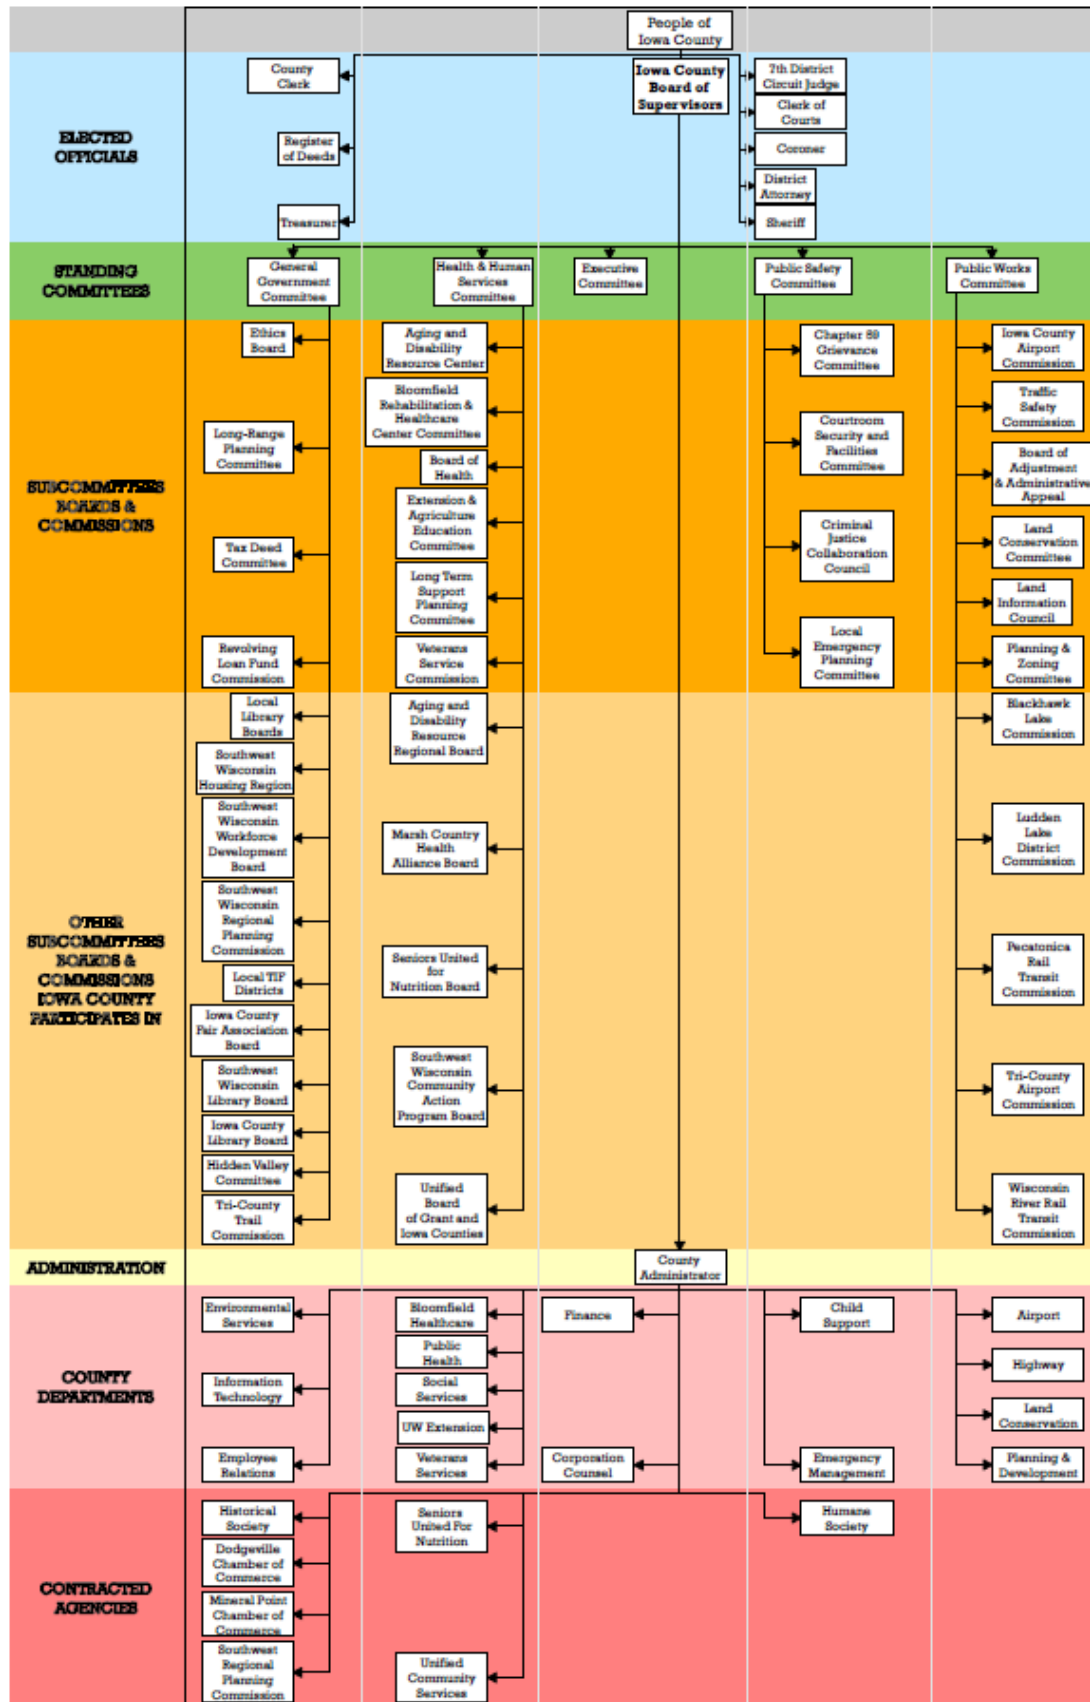 People of
Iowa County
ELECTED
OFFICIALS
Iowa County
Board of
Supervisors
County
Clerk
Register
of Deeds
Treasurer
7th District
Circuit Judge
Clerk of
Courts
Coroner
District
Attorney
Sheriff
STANDING
COMMITTEES
General
Government
Committee
Health & Human
Services
Committee
Executive
Committee
Public Safety
Committee
Public Works
Committee
SUBCOMMITTEES
BOARDS &
COMMISSIONS
Ethics
Board
Long-Range
Planning
Committee
Tax Deed
Committee
Revolving
Loan Fund
Commission
Aging and
Disability
Resource Center
Bloomfield
Rehabilitation &
Healthcare
Center Committee
Board of
Health
Extension &
Agriculture
Education
Committee
Long Term
Support
Planning
Committee
Veterans
Service
Commission
Chapter 59
Grievance
Committee
Courtroom
Security and
Facilities
Committee
Criminal
Justice
Collaboration
Council
Local
Emergency
Planning
Committee
Iowa County
Airport
Commission
Traffic
Safety
Commission
Board of
Adjustment
& Administrative
Appeal
Land
Conservation
Committee
Land
Information
Council
Planning &
Zoning
Committee
OTHER
SUBCOMMITTEES
BOARDS &
COMMISSIONS
IOWA COUNTY
PARTICIPATES IN
Local
Library
Boards
Southwest
Wisconsin
Housing Region
Southwest
Wisconsin
Workforce
Development
Board
Southwest
Wisconsin
Regional
Planning
Commission
Local TIF
Districts
Iowa County
Fair Association
Board
Southwest
Wisconsin
Library Board
Iowa County
Library Board
Hidden Valley
Committee
Tri-County
Trail
Commission
Aging and
Disability
Resource
Regional Board
Marsh Country
Health
Alliance Board
Seniors United
for
Nutrition Board
Southwest
Wisconsin
Community
Action
Program Board
Unified
Board
of Grant and
Iowa Counties
Blackhawk
Lake
Commission
Ludden
Lake
District
Commission
Pecatonica
Rail
Transit
Commission
Tri-County
Airport
Commission
Wisconsin
River Rail
Transit
Commission
ADMINISTRATION
County
Administrator
COUNTY
DEPARTMENTS
Environmental
Services
Information
Technology
Employee
Relations
Bloomfield
Healthcare
Public
Health
Social
Services
UW Extension
Veterans
Services
Finance
Corporation
Counsel
Child
Support
Emergency
Management
Airport
Highway
Land
Conservation
Planning &
Development
CONTRACTED
AGENCIES
Historical
Society
Dodgeville
Chamber of
Commerce
Mineral Point
Chamber of
Commerce
Southwest
Regional
Planning
Commission
Seniors
United For
Nutrition
Unified
Community
Services
Humane
Society